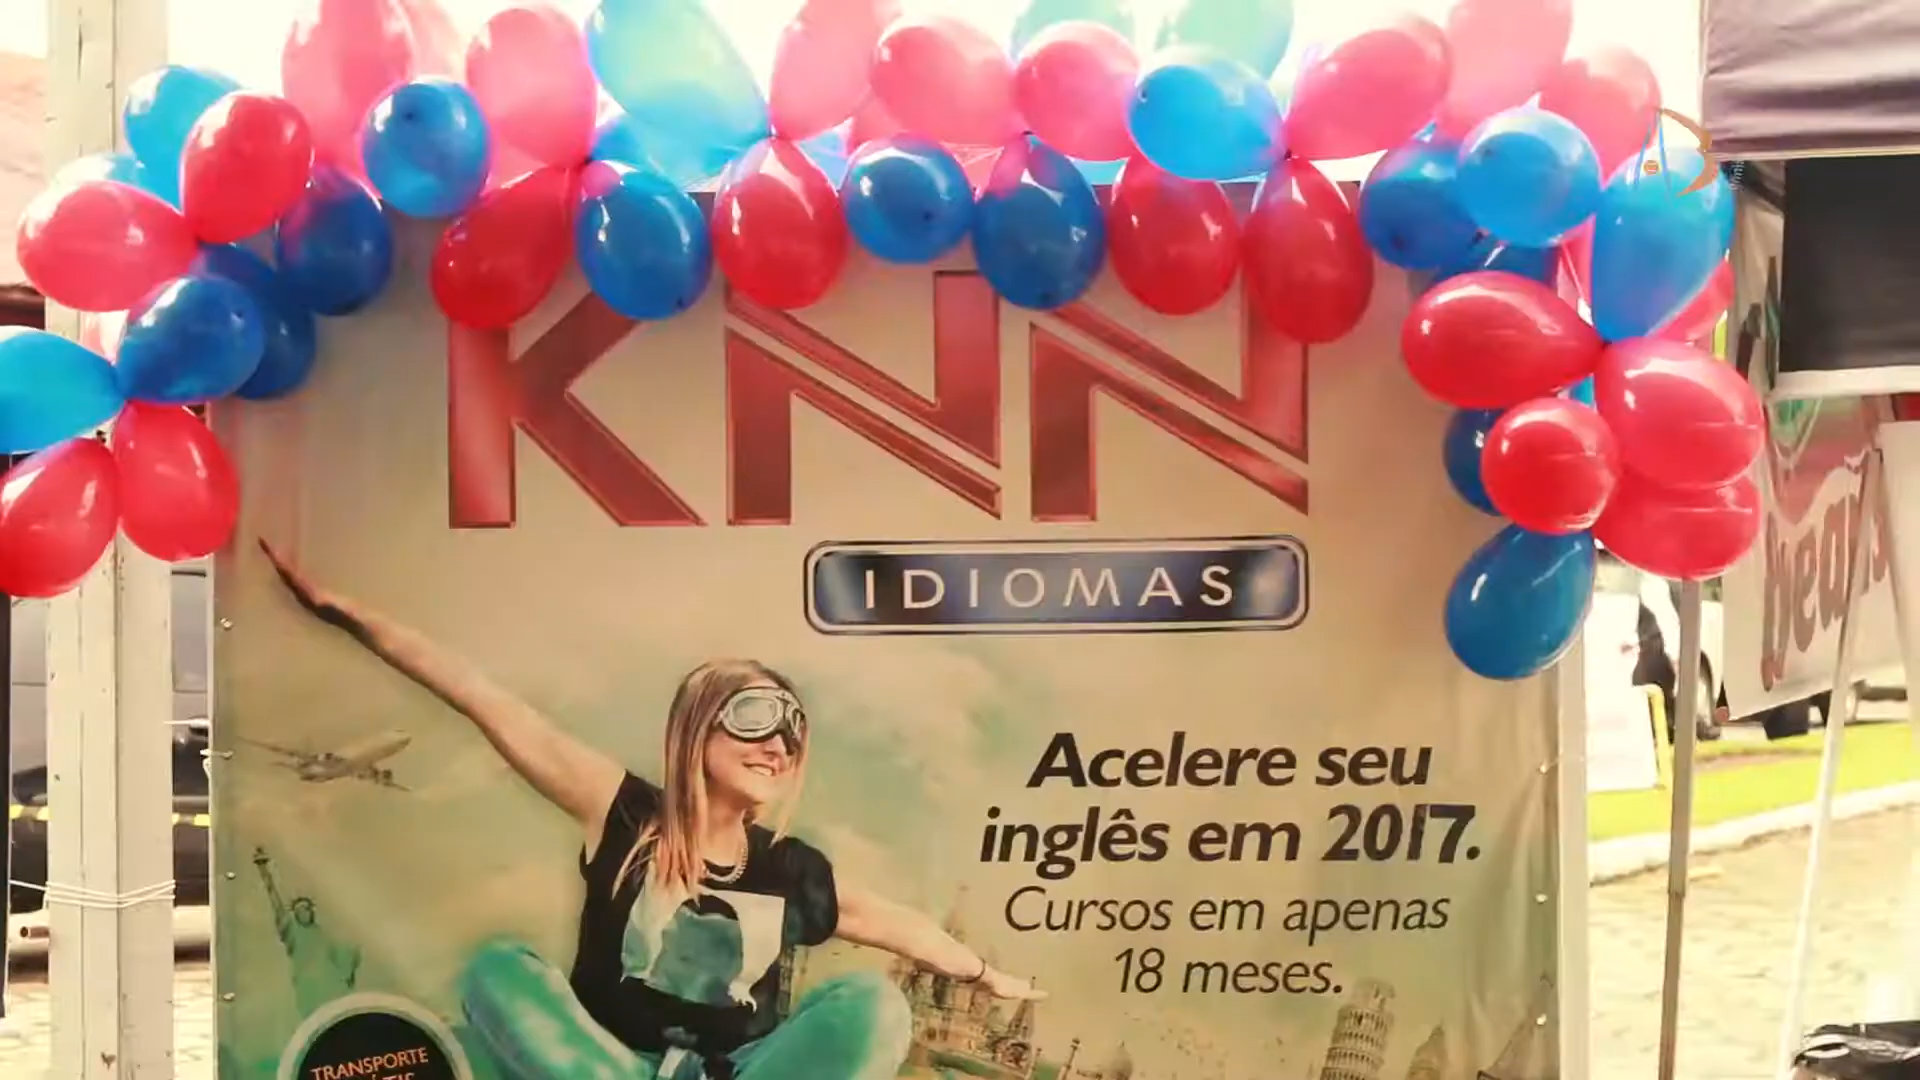 KNN
IDIOMAS
Acelere seu
inglês em 2017.
Cursos em apenas
18 meses.
TRANSPORTE